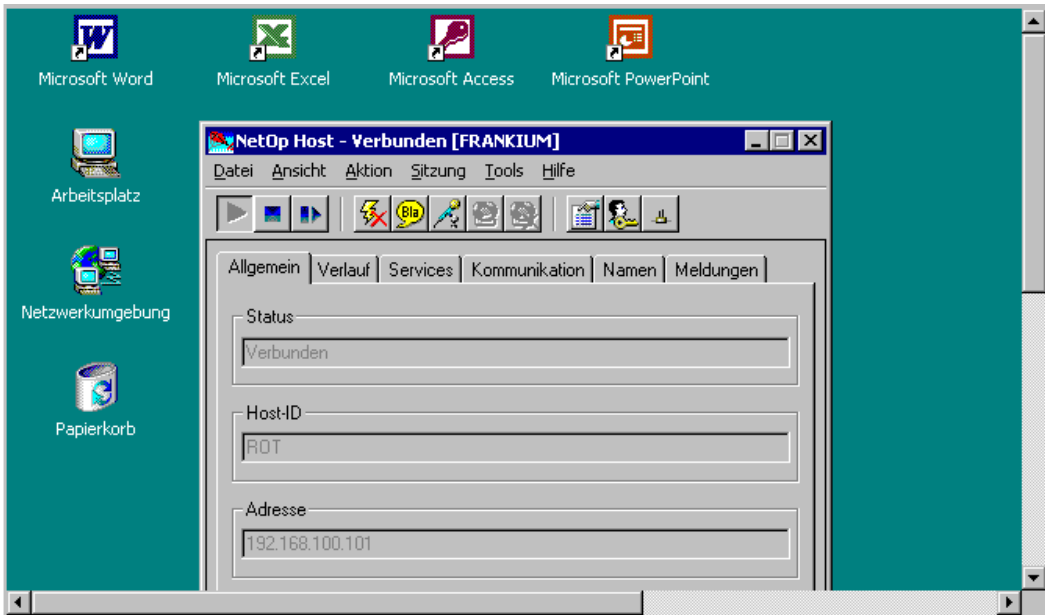 Microsoft Word
Microsoft Excel
Microsoft Access
Microsoft PowerPoint
Arbeitsplatz
Netzwerkumgebung
Papierkorb
NetOp Host - Verbunden [FRANKIUM]
Datei Ansicht Aktion Sitzung Tools Hilfe
Bla
Allgemein Verlauf Services Kommunikation Namen Meldungen
Status
Verbunden
Host-ID
ROT
Adresse
192.168.100.101